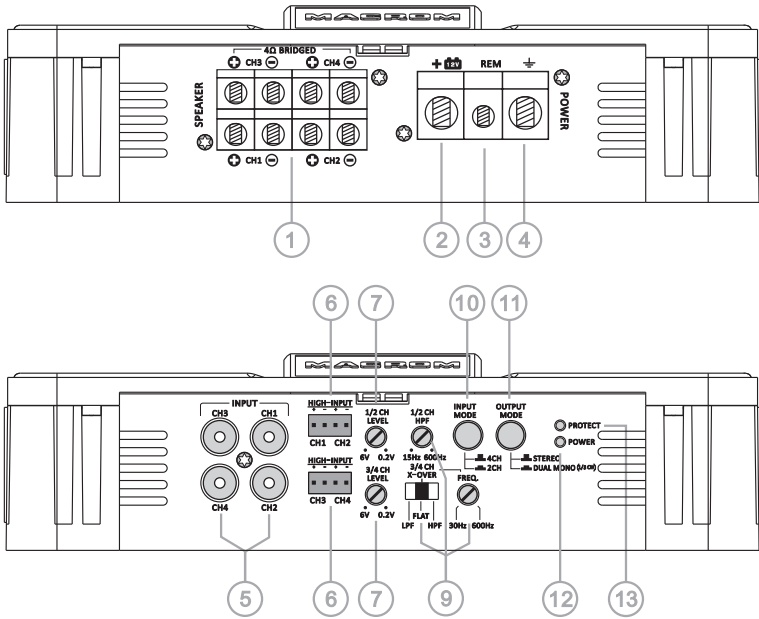 4Ω BRIDGED
+ CH3 − + CH4 −
SPEAKER
+ CH1 − + CH2 −
+ 12V REM
POWER
1 2 3 4
6 7 10 11
INPUT
CH3 CH1
CH4 CH2
HIGH-INPUT
+ - + -
CH1 CH2
HIGH-INPUT
+ - + -
CH3 CH4
1/2 CH
LEVEL
6V 0.2V
3/4 CH
LEVEL
6V 0.2V
1/2 CH
HPF
15Hz 600Hz
3/4 CH
X-OVER
LPF FLAT HPF
FREQ.
30Hz 600Hz
INPUT
MODE
4CH
2CH
OUTPUT
MODE
STEREO
DUAL MONO (1/2 CH)
PROTECT
POWER
5 6 7 9 12 13